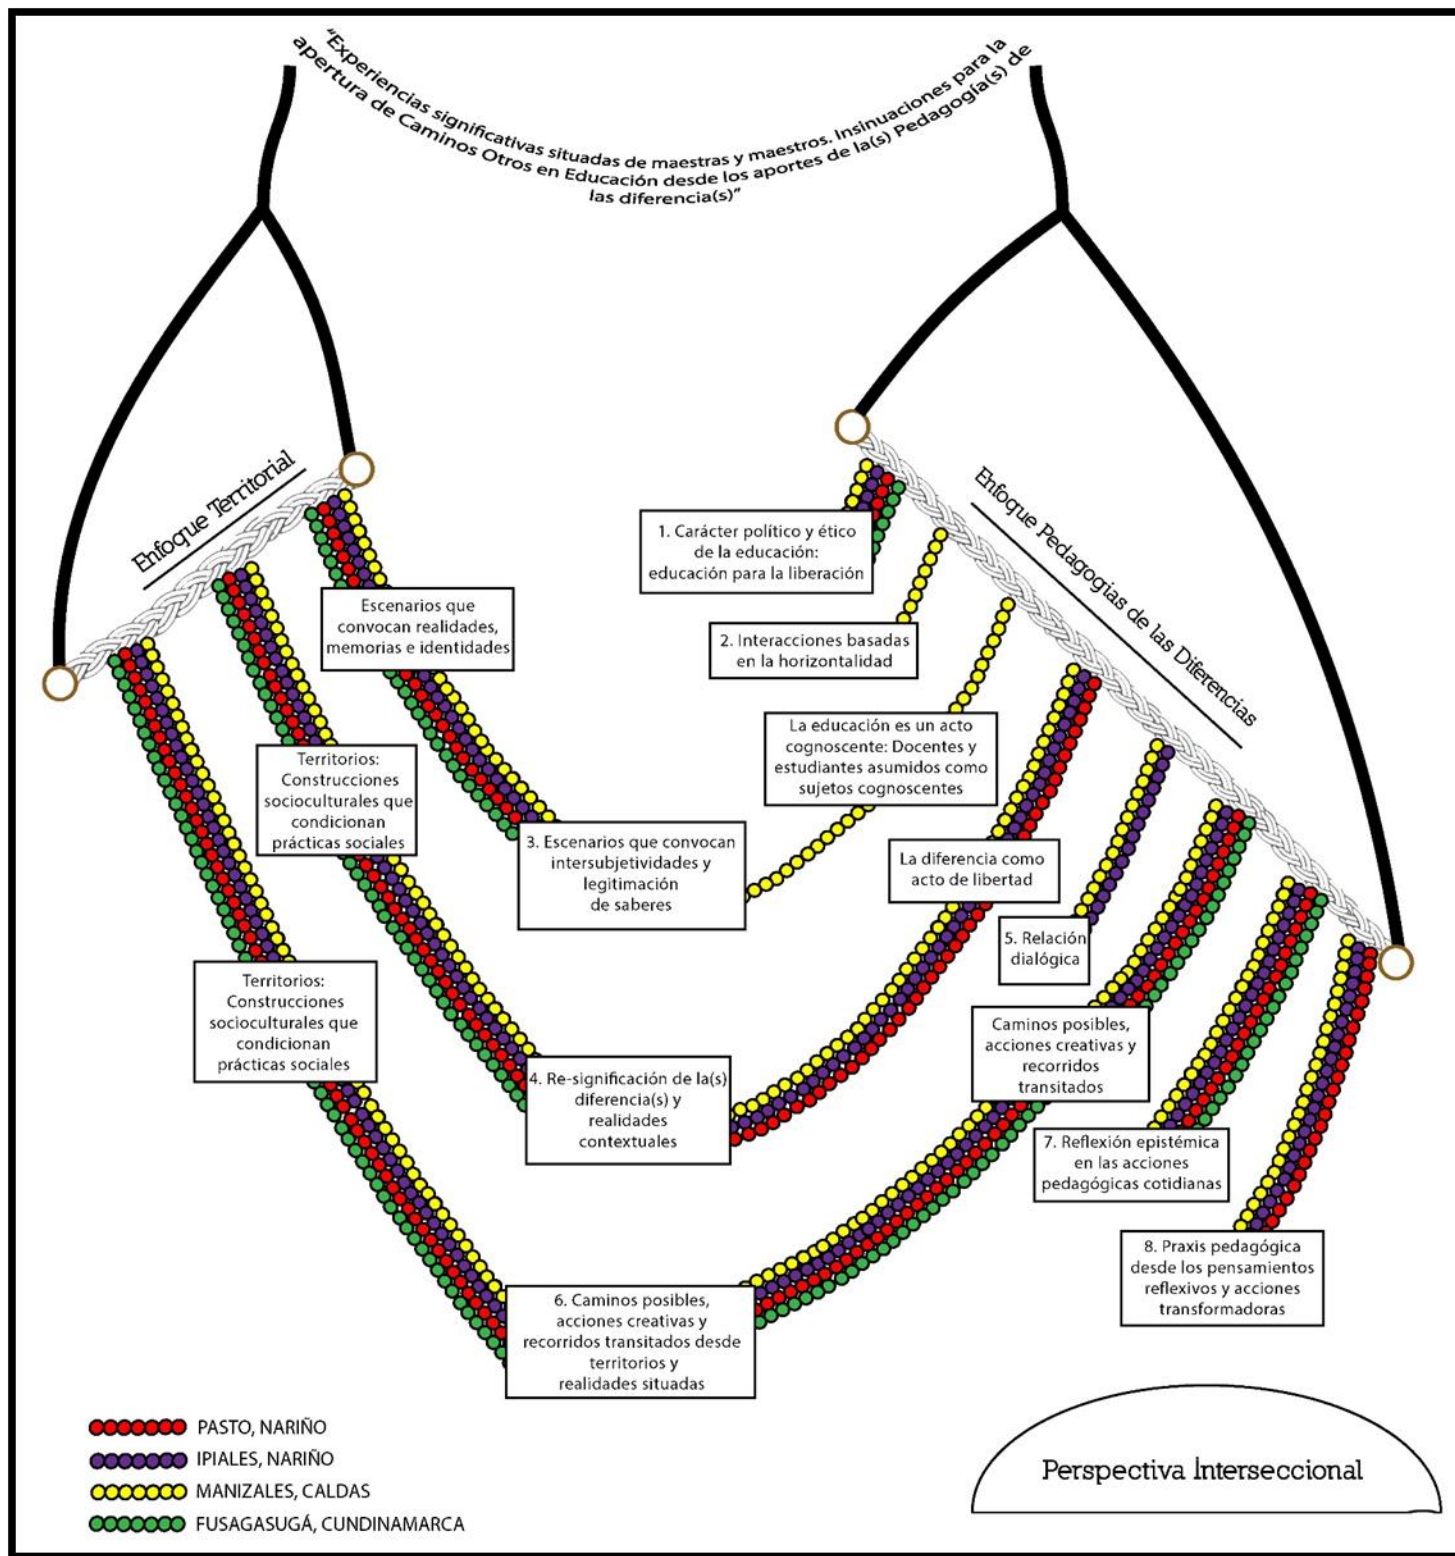 “Experiencias significativas situadas de maestras y maestros. Insinuaciones para la
apertura de Caminos Otros en Educación desde los aportes de la(s) Pedagogía(s) de
las diferencia(s)”
Enfoque Territorial
Enfoque Pedagogías de las Diferencias
Escenarios que
convocan realidades,
memorias e identidades
Territorios:
Construcciones
socioculturales que
condicionan
prácticas sociales
Territorios:
Construcciones
socioculturales que
condicionan
prácticas sociales
1. Carácter político y ético
de la educación:
educación para la liberación
2. Interacciones basadas
en la horizontalidad
La educación es un acto
cognoscente: Docentes y
estudiantes asumidos como
sujetos cognoscentes
3. Escenarios que convocan
intersubjetividades y
legitimación
de saberes
La diferencia como
acto de libertad
4. Re-significación de la(s)
diferencia(s) y
realidades
contextuales
5. Relación
dialógica
Caminos posibles,
acciones creativas y
recorridos
transitados
6. Caminos posibles,
acciones creativas y
recorridos transitados desde
territorios y
realidades situadas
7. Reflexión epistémica
en las acciones
pedagógicas cotidianas
8. Praxis pedagógica
desde los pensamientos
reflexivos y acciones
transformadoras
PASTO, NARIÑO
IPIALES, NARIÑO
MANIZALES, CALDAS
FUSAGASUGÁ, CUNDINAMARCA
Perspectiva Interseccional